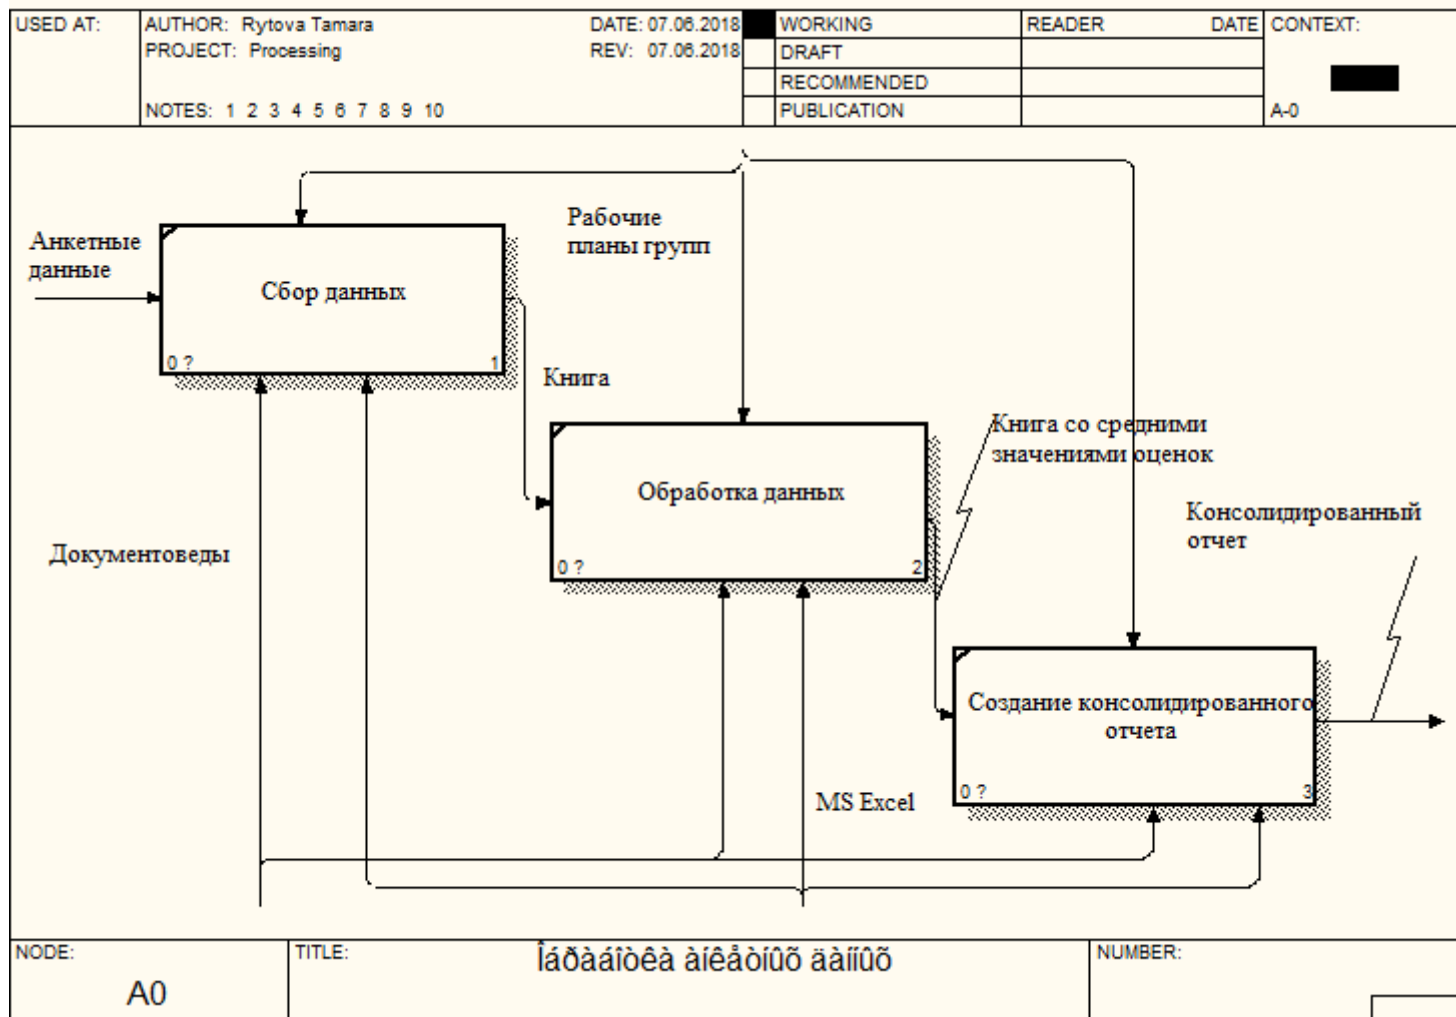 USED AT:
AUTHOR: Rytova Tamara
DATE: 07.06.2018
WORKING
READER
DATE
CONTEXT:
PROJECT: Processing
REV: 07.06.2018
DRAFT
RECOMMENDED
NOTES: 1 2 3 4 5 6 7 8 9 10
PUBLICATION
A-0
Рабочие
планы групп
Анкетные
данные
Сбор данных
0 ?
1
Книга
Книга со средними
значениями оценок
Обработка данных
0 ?
2
Консолидированный
отчет
Документоведы
Создание консолидированного
отчета
0 ?
3
MS Excel
NODE:
A0
TITLE:
Îáðàáîòêà àíêåòíûõ äàííûõ
NUMBER: